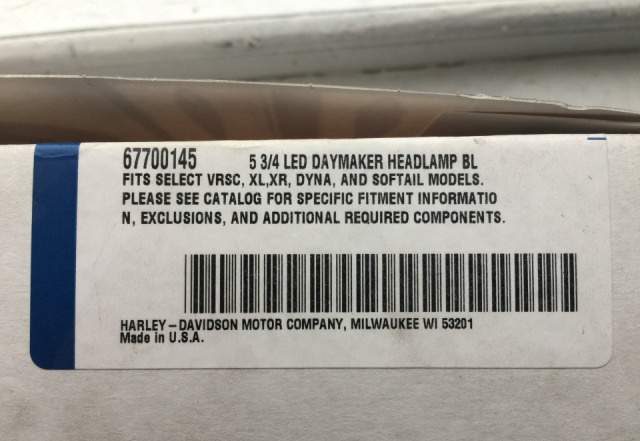 67700145 5 3/4 LED DAYMAKER HEADLAMP BL
FITS SELECT VRSC, XL,XR, DYNA, AND SOFTAIL MODELS.
PLEASE SEE CATALOG FOR SPECIFIC FITMENT INFORMATIO
N, EXCLUSIONS, AND ADDITIONAL REQUIRED COMPONENTS.
HARLEY-DAVIDSON MOTOR COMPANY, MILWAUKEE WI 53201
Made in U.S.A.